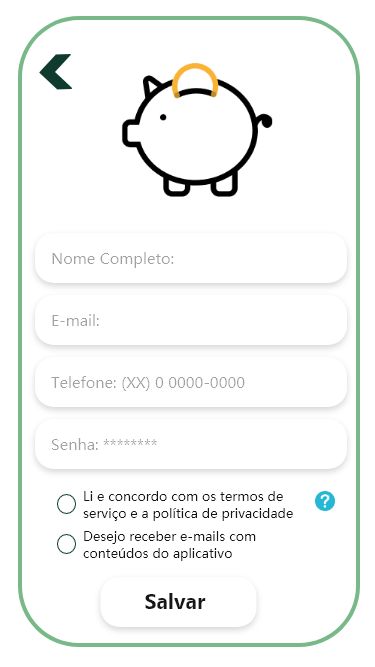 Nome Completo:
E-mail:
Telefone: (XX) 0 0000-0000
Senha: ********
Li e concordo com os termos de
serviço e a política de privacidade
?
Desejo receber e-mails com
conteúdos do aplicativo
Salvar